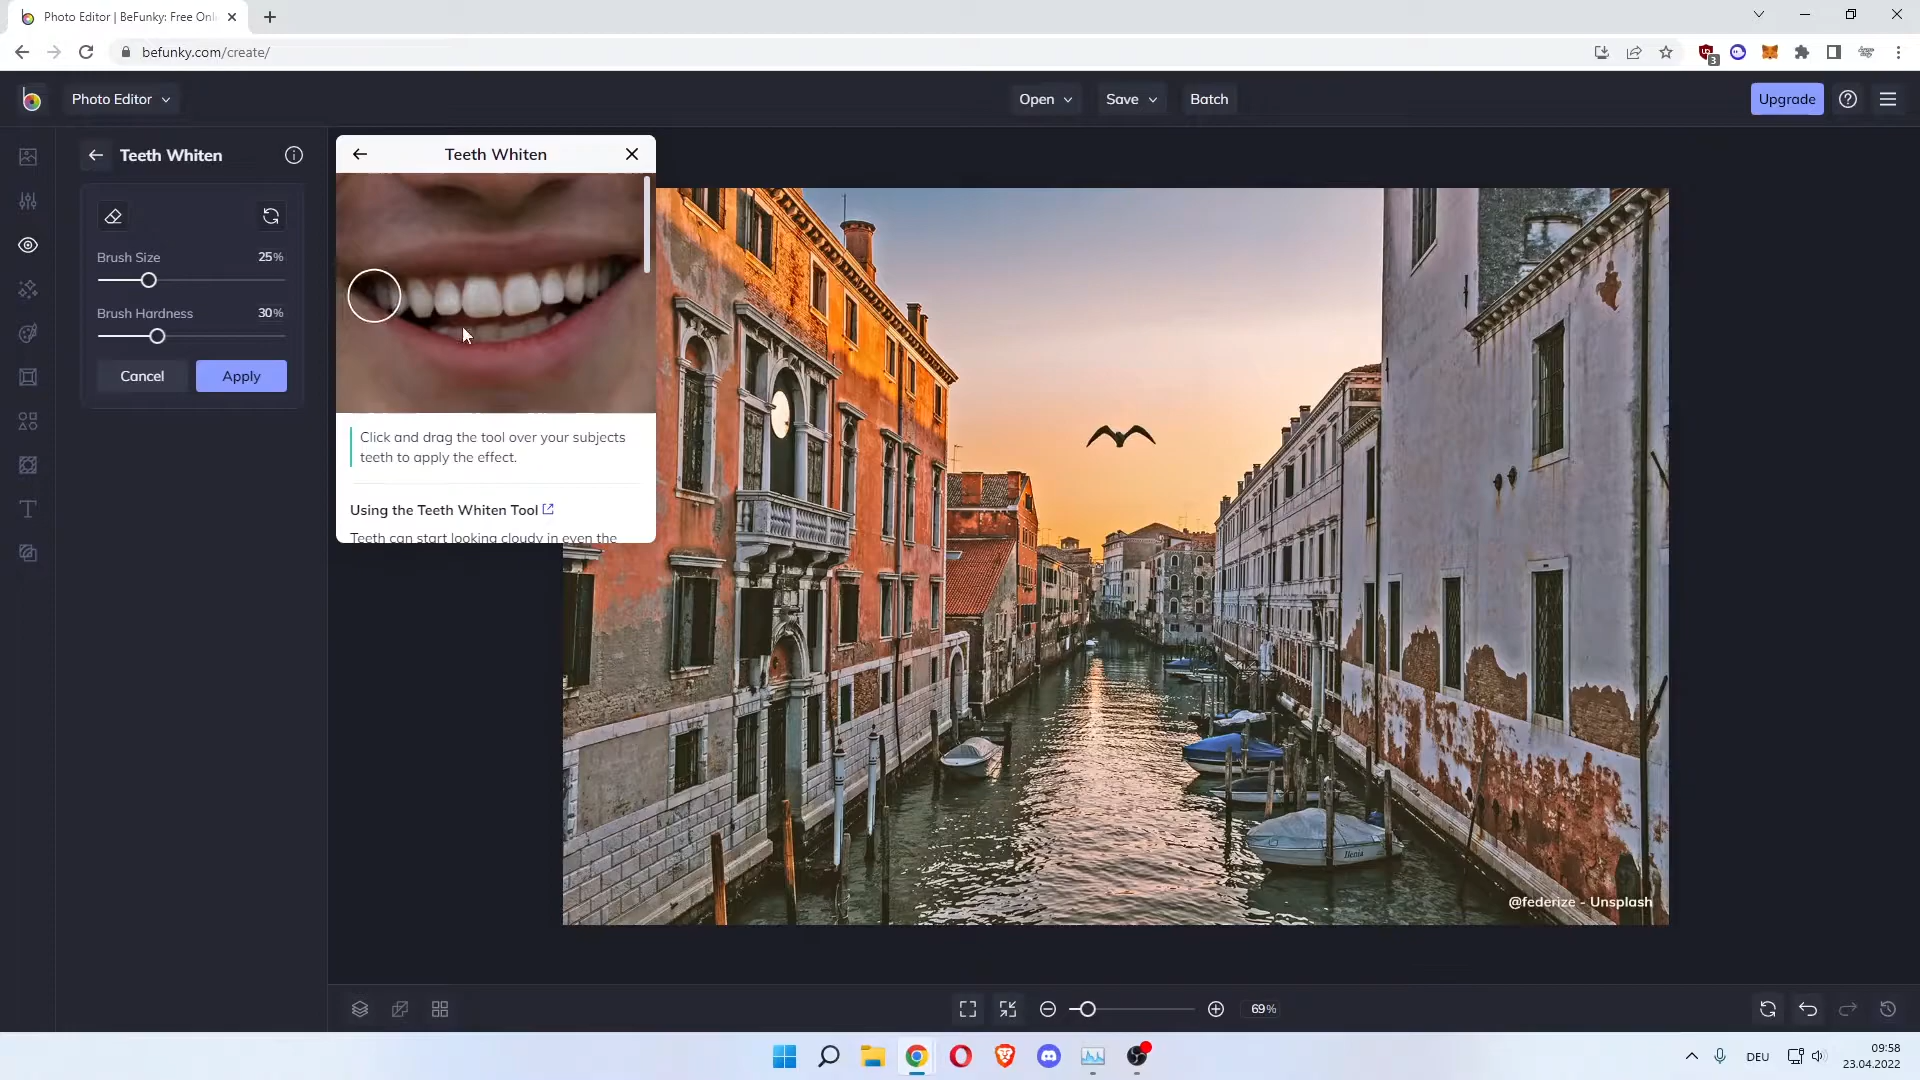 Photo Editor | BeFunky: Free Onl
befunky.com/create/
3
Photo Editor
Open
Save
Batch
Upgrade
Teeth Whiten
Brush Size
25%
Brush Hardness
30%
Cancel
Apply
Teeth Whiten
Click and drag the tool over your subjects
teeth to apply the effect.
Using the Teeth Whiten Tool
Teeth can start looking cloudy in even the
Ilenia
@federize - Unsplash
69%
DEU
09:58
23.04.2022